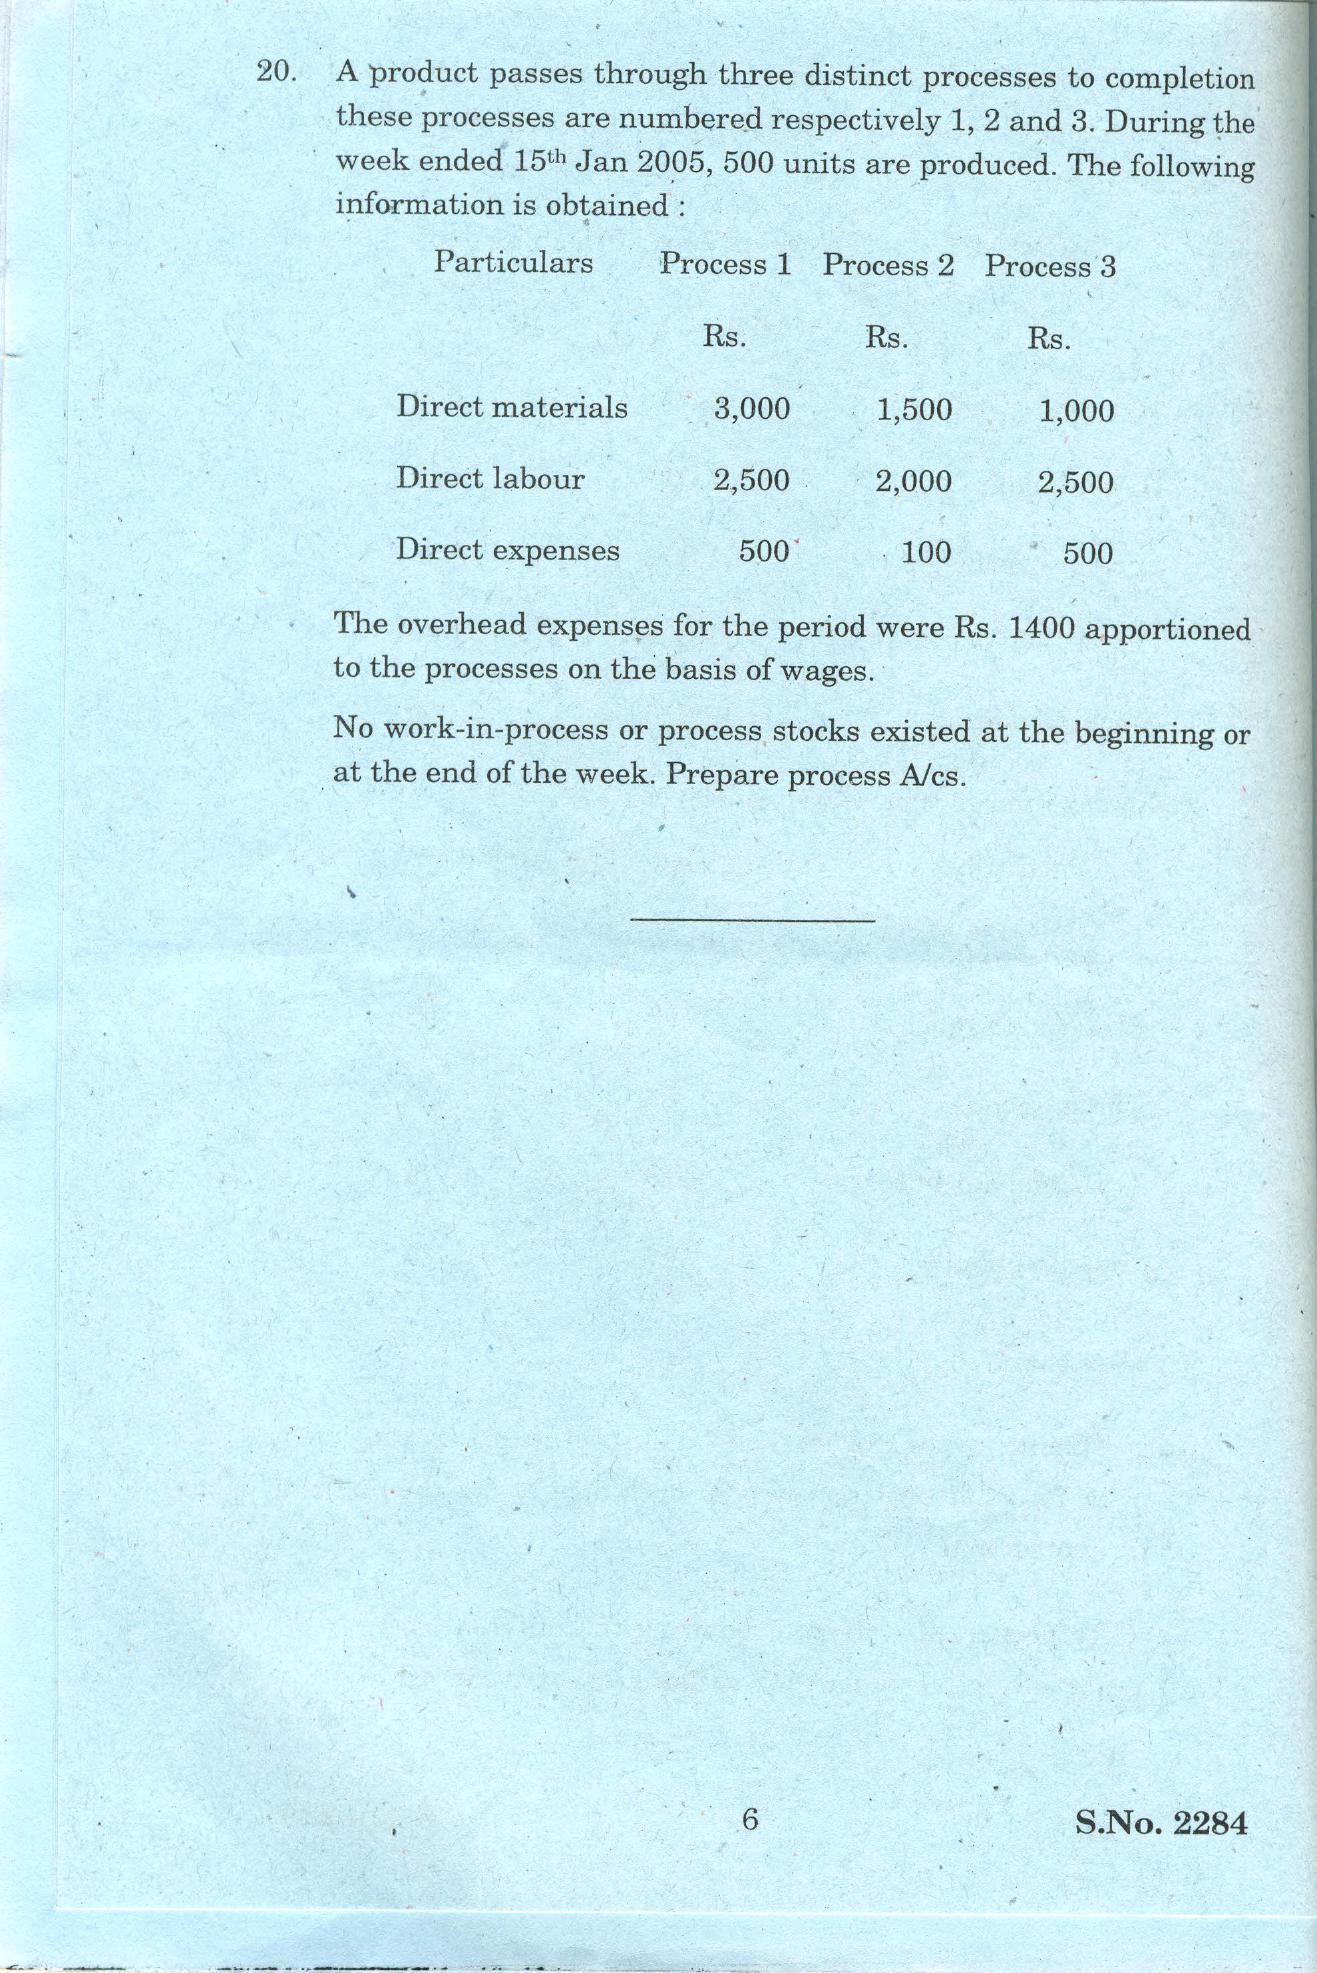 20. A product passes through three distinct processes to completion
these processes are numbered respectively 1, 2 and 3. During the
week ended 15th Jan 2005, 500 units are produced. The following
information is obtained :
Particulars Process 1 Process 2 Process 3
Rs. Rs. Rs.
Direct materials 3,000 1,500 1,000
Direct labour 2,500 2,000 2,500
Direct expenses 500 100 500
The overhead expenses for the period were Rs. 1400 apportioned
to the processes on the basis of wages.
No work-in-process or process stocks existed at the beginning or
at the end of the week. Prepare process A/cs.
6 S.No. 2284